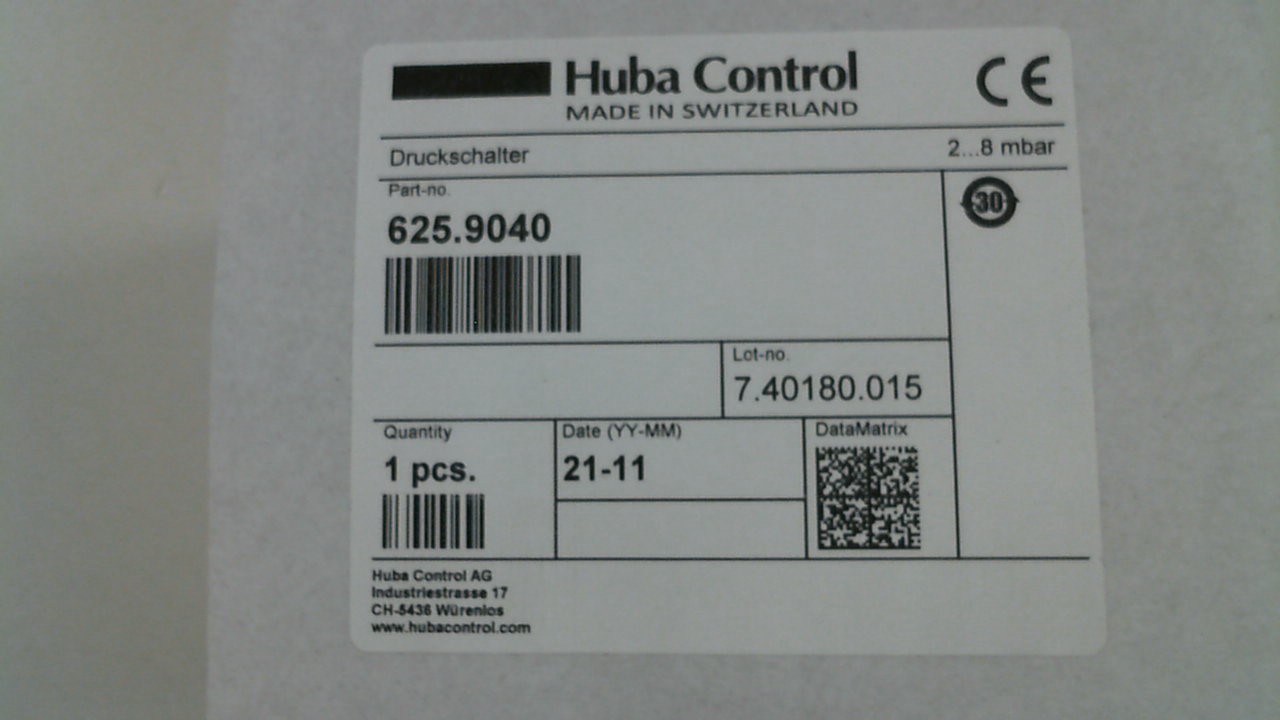 Huba Control
MADE IN SWITZERLAND
CE
Druckschalter
2...8 mbar
Part-no.
625.9040
30
Lot-no.
7.40180.015
Quantity
1 pcs.
Date (YY-MM)
21-11
DataMatrix
Huba Control AG
Industriestrasse 17
CH-5436 Würenlos
www.hubacontrol.com